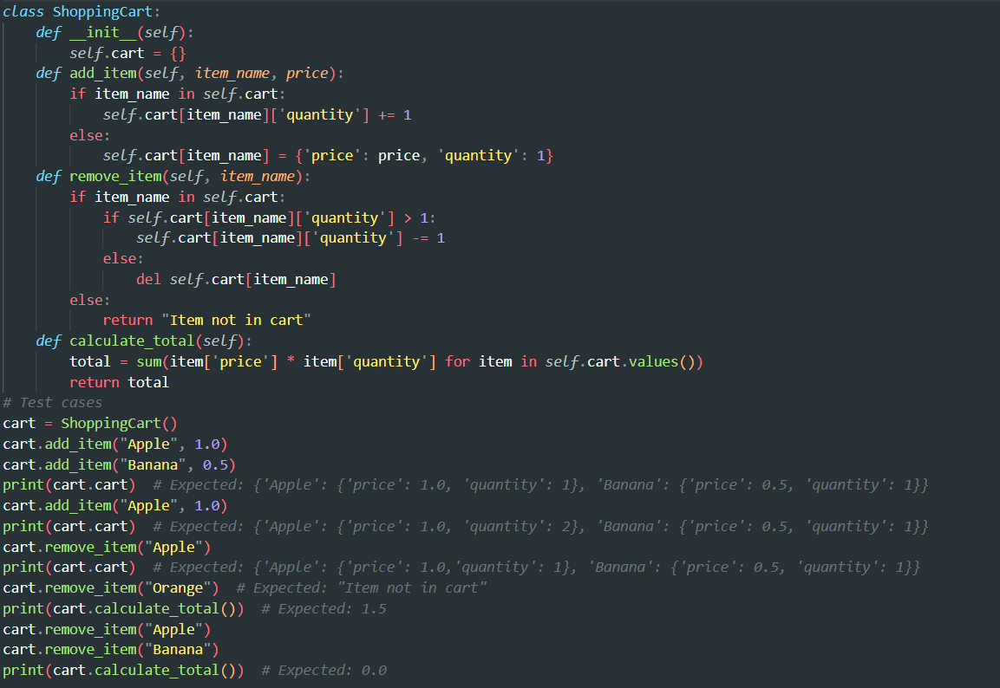 class ShoppingCart:
    def __init__(self):
        self.cart = {}
    def add_item(self, item_name, price):
        if item_name in self.cart:
            self.cart[item_name]['quantity'] += 1
        else:
            self.cart[item_name] = {'price': price, 'quantity': 1}
    def remove_item(self, item_name):
        if item_name in self.cart:
            if self.cart[item_name]['quantity'] > 1:
                self.cart[item_name]['quantity'] -= 1
            else:
                del self.cart[item_name]
        else:
            return "Item not in cart"
    def calculate_total(self):
        total = sum(item['price'] * item['quantity'] for item in self.cart.values())
        return total
# Test cases
cart = ShoppingCart()
cart.add_item("Apple", 1.0)
cart.add_item("Banana", 0.5)
print(cart.cart)  # Expected: {'Apple': {'price': 1.0, 'quantity': 1}, 'Banana': {'price': 0.5, 'quantity': 1}}
cart.add_item("Apple", 1.0)
print(cart.cart)  # Expected: {'Apple': {'price': 1.0, 'quantity': 2}, 'Banana': {'price': 0.5, 'quantity': 1}}
cart.remove_item("Apple")
print(cart.cart)  # Expected: {'Apple': {'price': 1.0,'quantity': 1}, 'Banana': {'price': 0.5, 'quantity': 1}}
cart.remove_item("Orange")  # Expected: "Item not in cart"
print(cart.calculate_total())  # Expected: 1.5
cart.remove_item("Apple")
cart.remove_item("Banana")
print(cart.calculate_total())  # Expected: 0.0